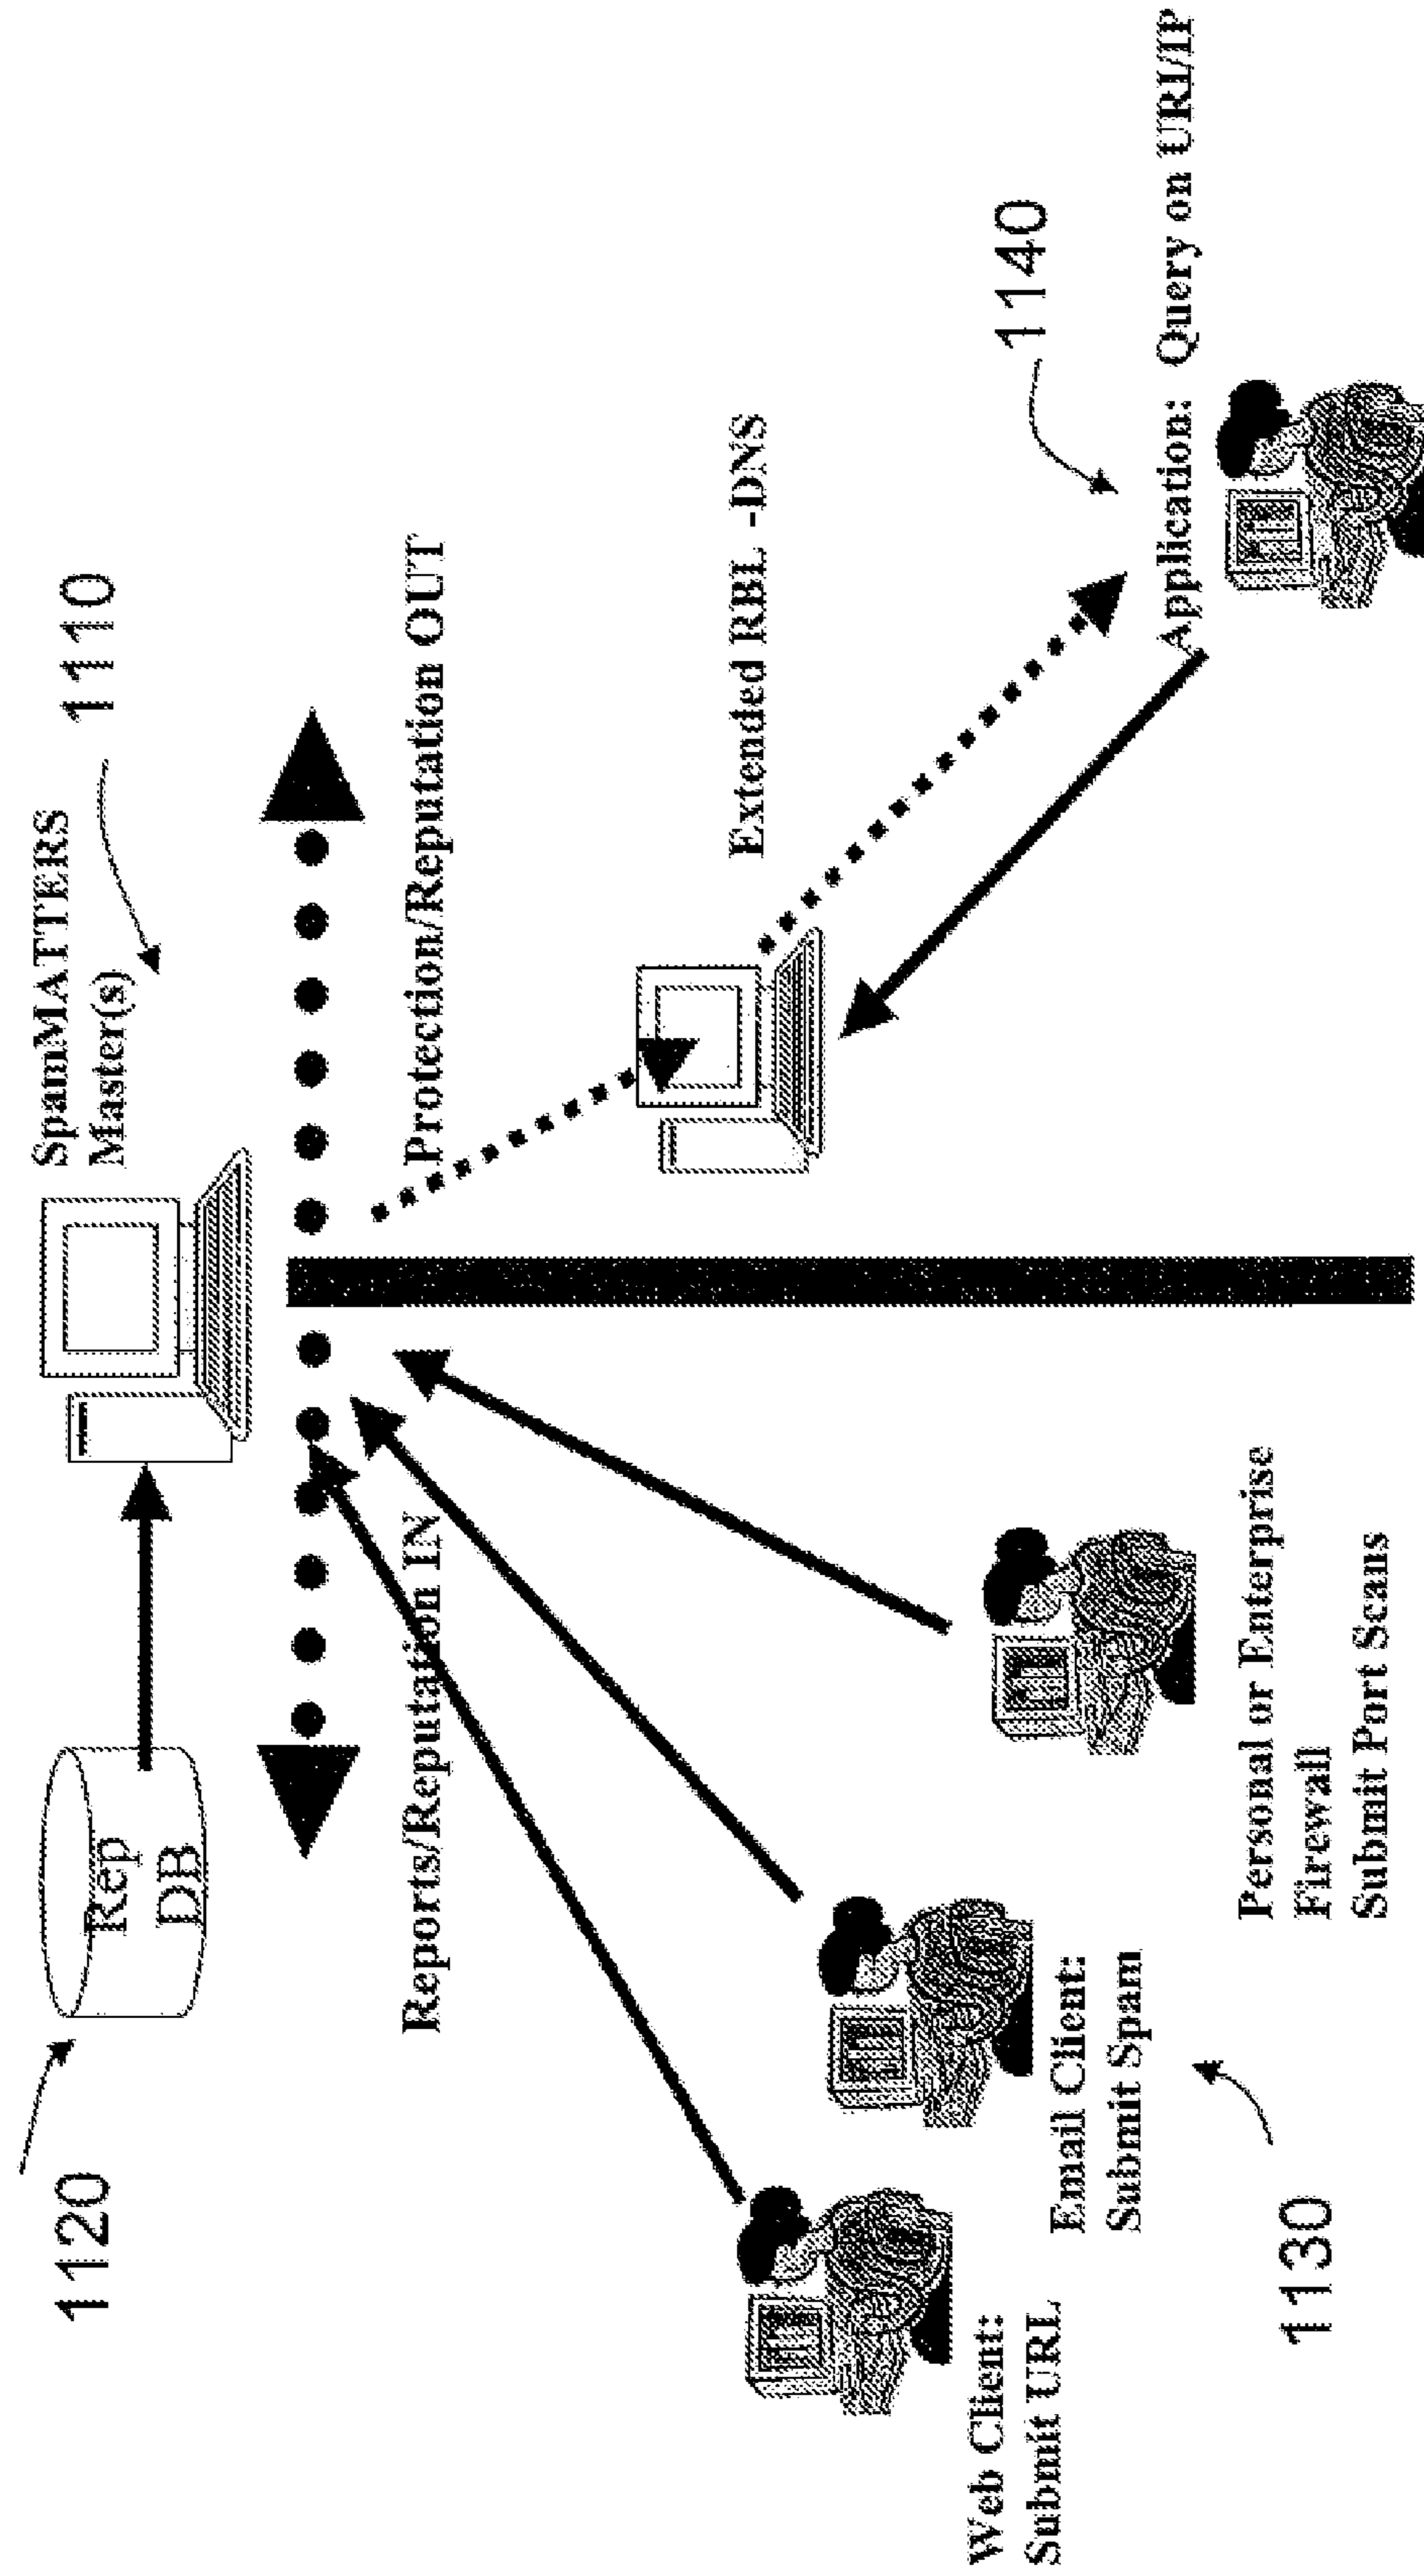 1120
Rep
DB
SpamMATTERS
Master(s)
1110
Reports/Reputation IN
Protection/Reputation OUT
Extended RBL -DNS
1140
Web Client:
Submit URL
Email Client:
Submit Spam
1130
Personal or Enterprise
Firewall
Submit Port Scans
Application: Query on URI/IP